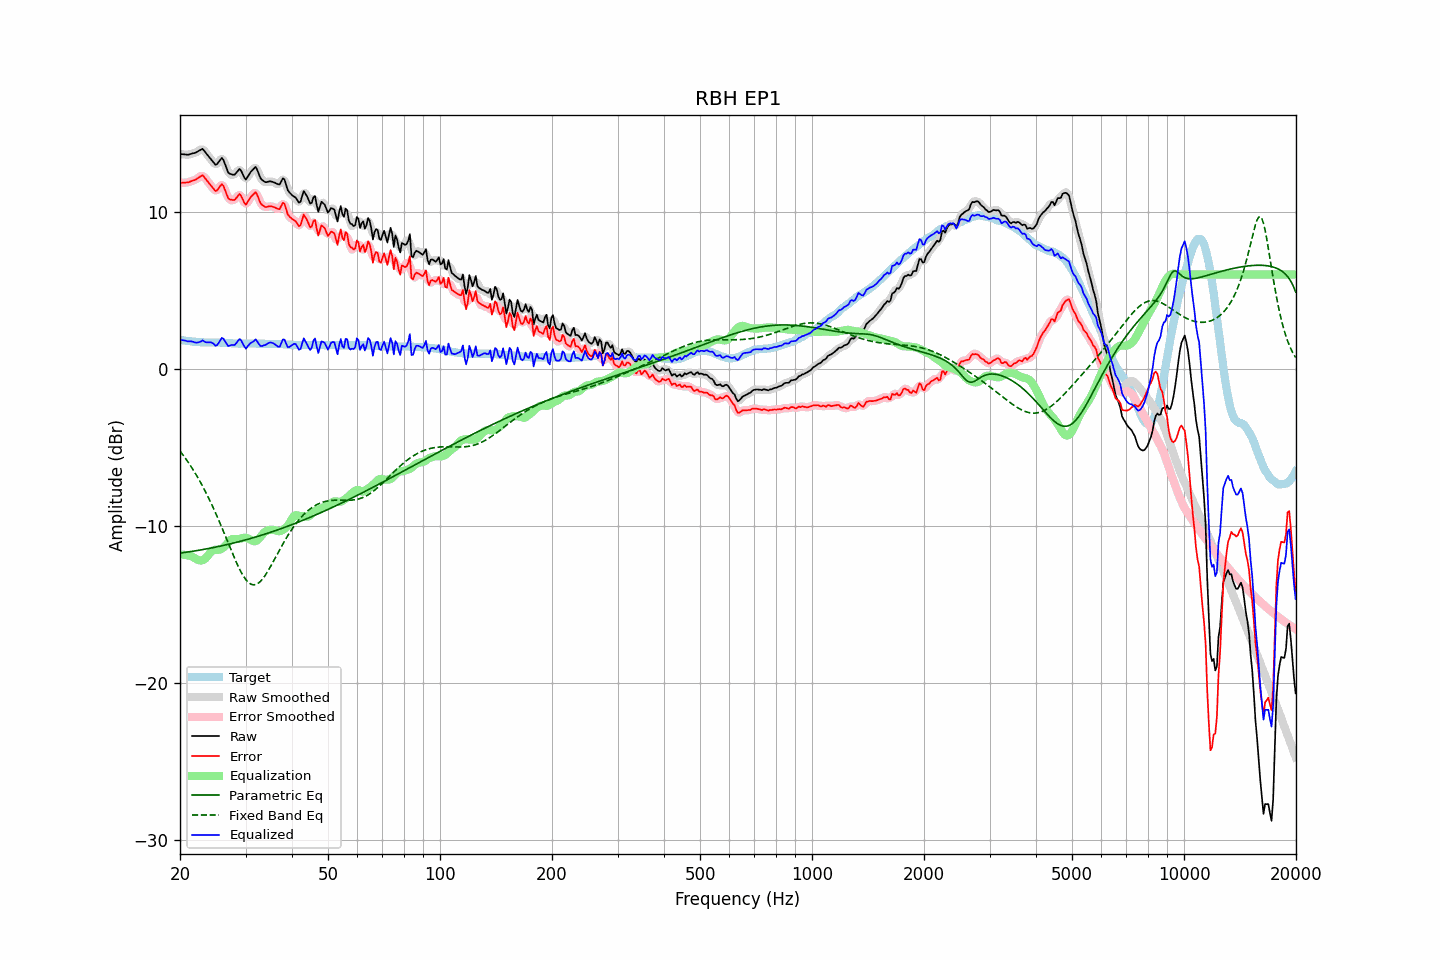 RBH EP1
Amplitude (dBr)
10
0
−10
−20
−30
Target
Raw Smoothed
Error Smoothed
Raw
Error
Equalization
Parametric Eq
Fixed Band Eq
Equalized
20 50 100 200 500 1000 2000 5000 10000 20000
Frequency (Hz)